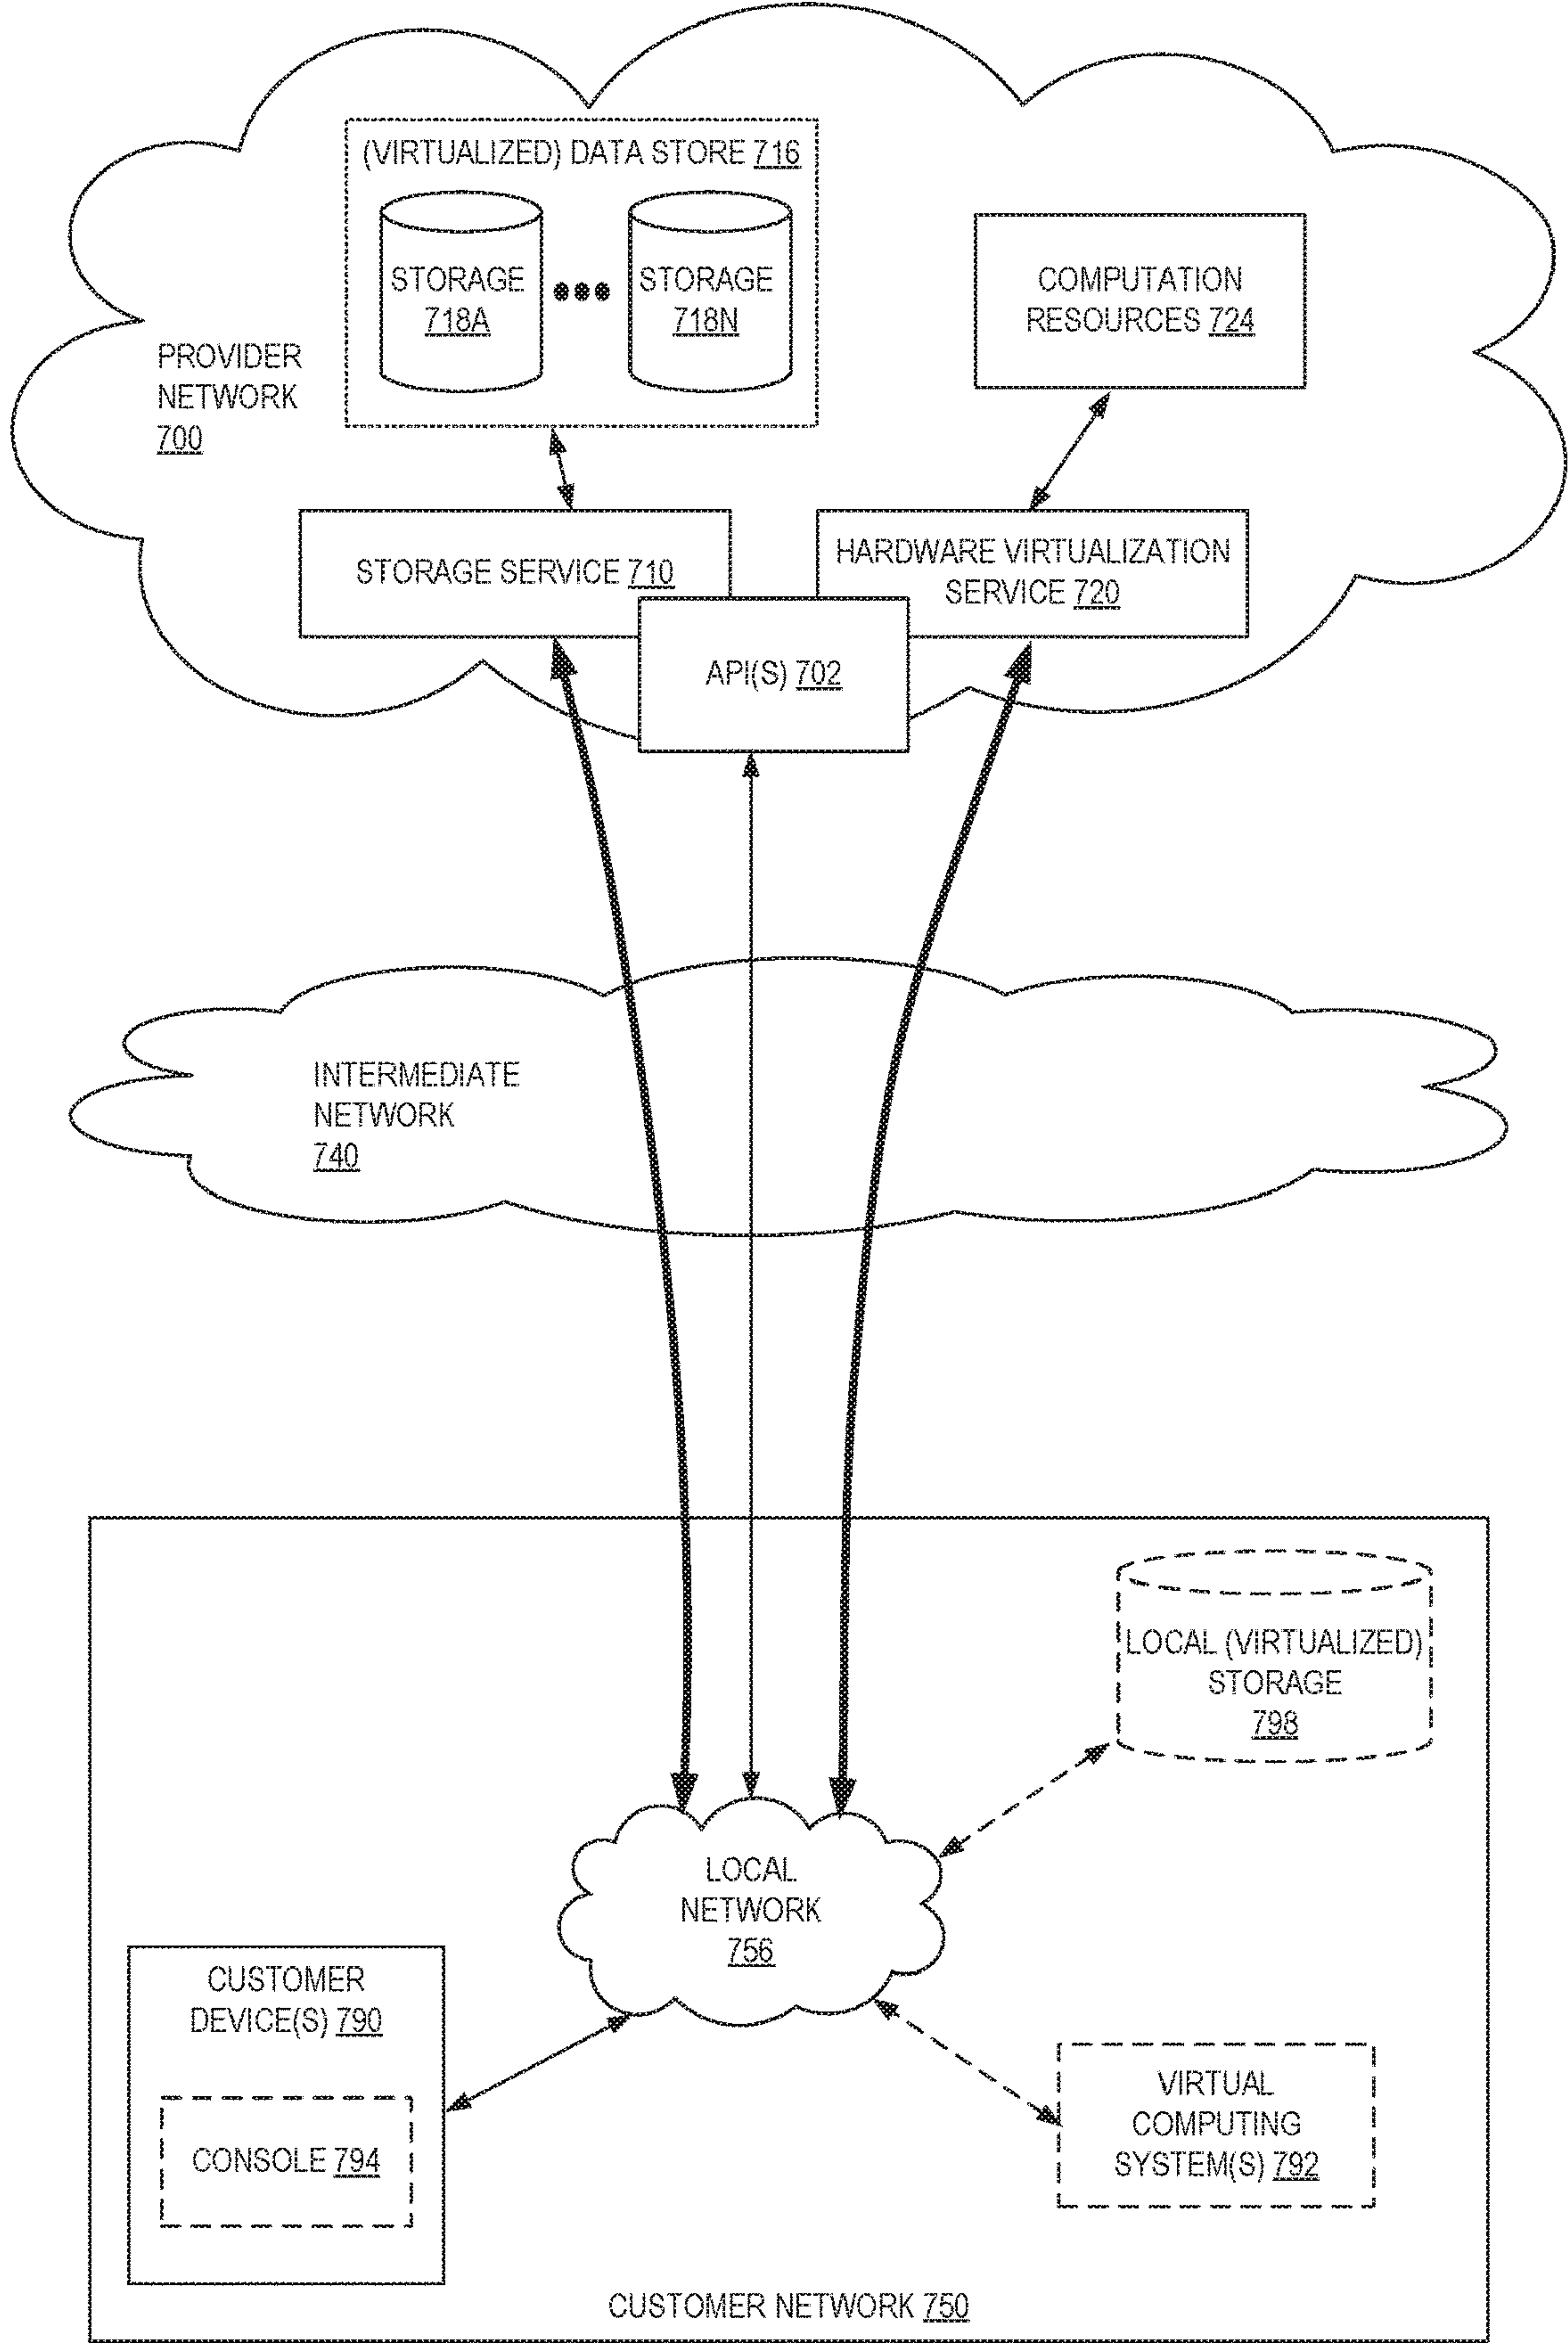 (VIRTUALIZED) DATA STORE 716
STORAGE
718A
STORAGE
718N
COMPUTATION
RESOURCES 724
PROVIDER
NETWORK
700
STORAGE SERVICE 710
HARDWARE VIRTUALIZATION
SERVICE 720
API(S) 702
INTERMEDIATE
NETWORK
740
LOCAL (VIRTUALIZED)
STORAGE
798
LOCAL
NETWORK
756
CUSTOMER
DEVICE(S) 790
CONSOLE 794
VIRTUAL
COMPUTING
SYSTEM(S) 792
CUSTOMER NETWORK 750